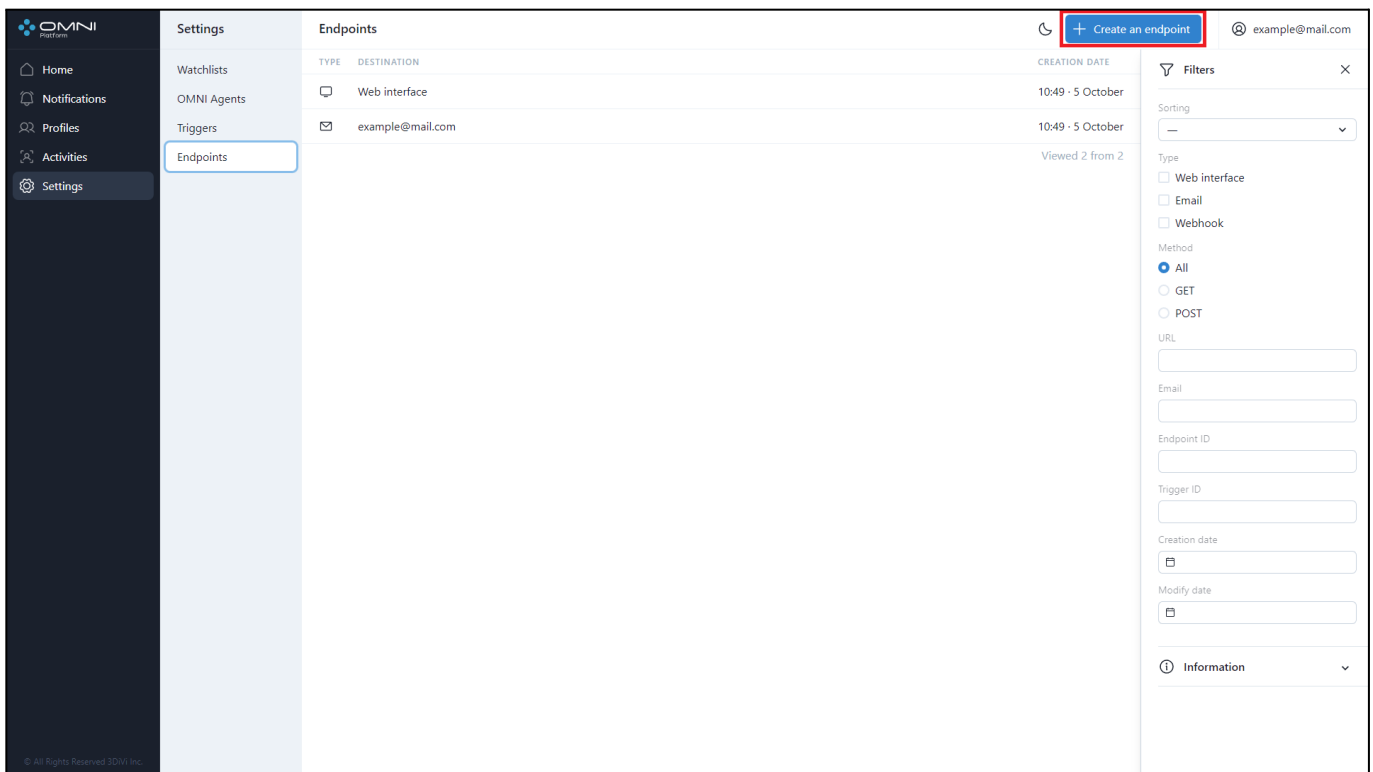 OMNI
Platform
Home
Notifications
Profiles
Activities
Settings
© All Rights Reserved 3DiVi Inc.
Settings
Watchlists
OMNI Agents
Triggers
Endpoints
Endpoints
Create an endpoint
example@mail.com
TYPE DESTINATION CREATION DATE
Web interface 10:49 · 5 October
example@mail.com 10:49 · 5 October
Viewed 2 from 2
Filters
Sorting
—
Type
Web interface
Email
Webhook
Method
All
GET
POST
URL
Email
Endpoint ID
Trigger ID
Creation date
Modify date
Information